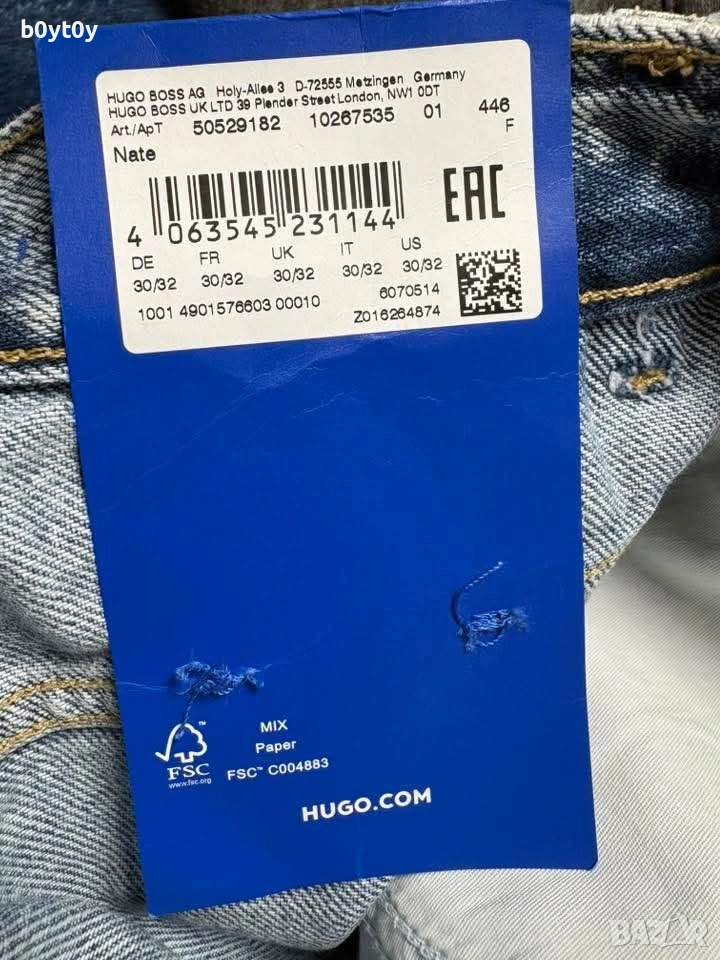 b0yt0y
HUGO BOSS AG Holy-Allee 3 D-72555 Metzingen Germany
HUGO BOSS UK LTD 39 Plender Street London, NW1 0DT
Art./ApT 50529182 10267535 01 446
Nate F
4 063545 231144 EAC
DE FR UK IT US
30/32 30/32 30/32 30/32 30/32
1001 4901576603 00010 6070514
Z016264874
FSC™
www.fsc.org
MIX
Paper
FSC™ C004883
HUGO.COM
BAZAR